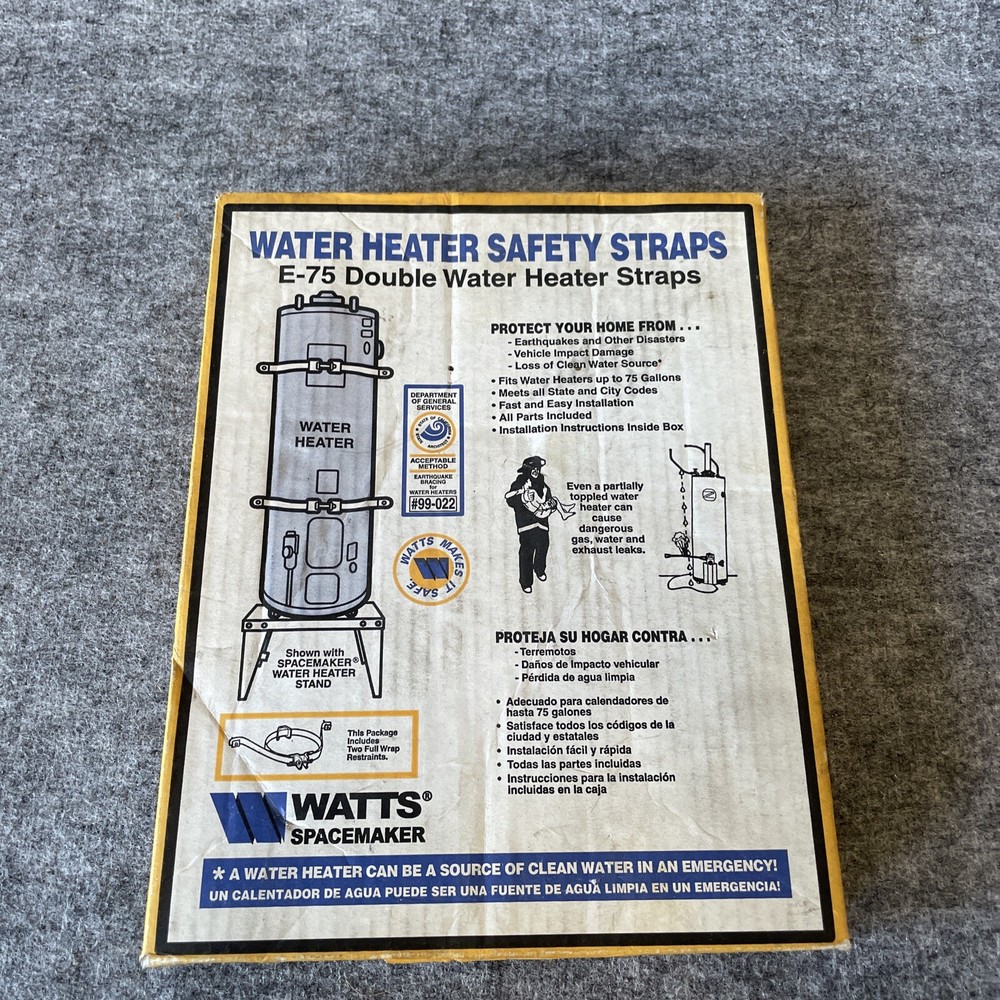 WATER HEATER SAFETY STRAPS
E-75 Double Water Heater Straps
WATER
HEATER
DEPARTMENT
OF GENERAL
SERVICES
STATE OF CALIFORNIA
ACCEPTABLE
METHOD
EARTHQUAKE
BRACING
for
WATER HEATERS
#99-022
WATTS MAKES
IT SAFE.
Shown with
SPACEMAKER®
WATER HEATER
STAND
This Package
Includes
Two Full Wrap
Restraints.
WATTS®
SPACEMAKER
PROTECT YOUR HOME FROM . . .
- Earthquakes and Other Disasters
- Vehicle Impact Damage
- Loss of Clean Water Source*
• Fits Water Heaters up to 75 Gallons
• Meets all State and City Codes
• Fast and Easy Installation
• All Parts Included
• Installation Instructions Inside Box
Even a partially
toppled water
heater can
cause
dangerous
gas, water and
exhaust leaks.
PROTEJA SU HOGAR CONTRA . . .
- Terremotos
- Daños de impacto vehicular
- Pérdida de agua limpia
• Adecuado para calendadores de
hasta 75 galones
• Satisface todos los códigos de la
ciudad y estatales
• Instalación fácil y rápida
• Todas las partes incluidas
• Instrucciones para la instalación
incluidas en la caja
* A WATER HEATER CAN BE A SOURCE OF CLEAN WATER IN AN EMERGENCY!
UN CALENTADOR DE AGUA PUEDE SER UNA FUENTE DE AGUA LIMPIA EN UN EMERGENCIA!